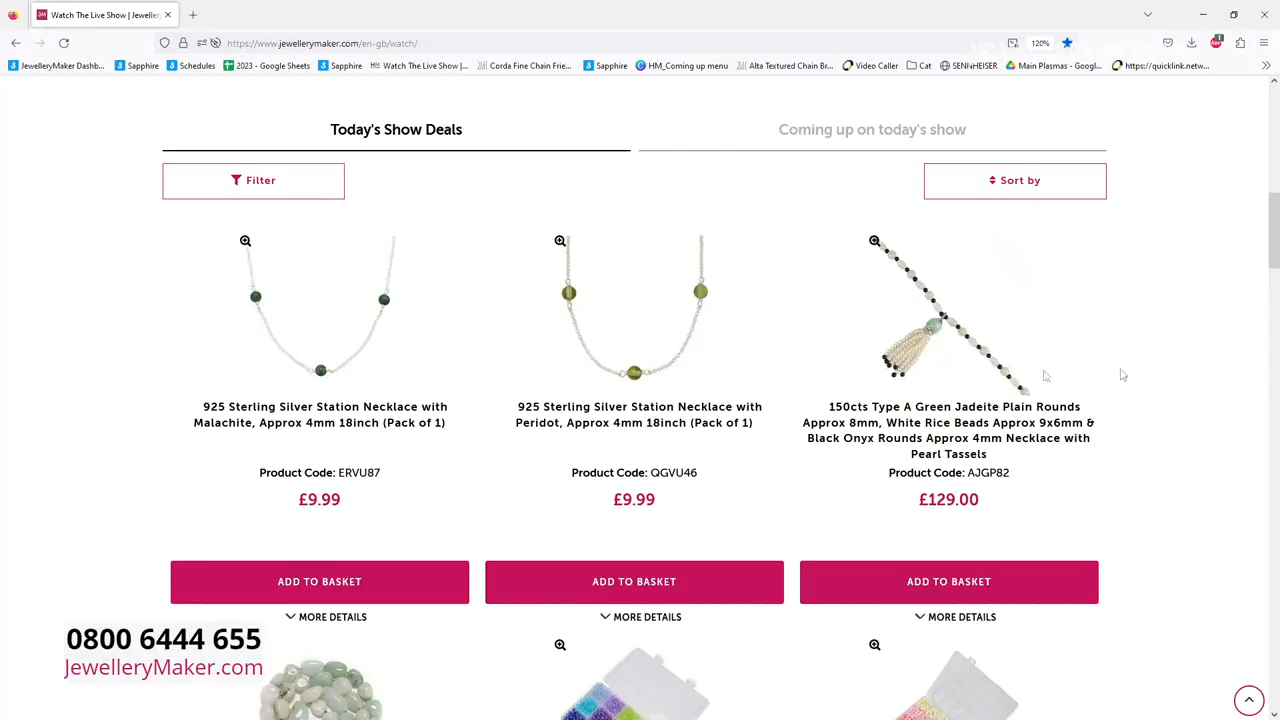 Watch The Live Show | Jeweller
https://www.jewellerymaker.com/en-gb/watch/
120%
1
JewelleryMaker Dashb...
Sapphire
Schedules
2023 - Google Sheets
Sapphire
Watch The Live Show |...
Corda Fine Chain Frie...
Sapphire
HM_Coming up menu
Alta Textured Chain Br...
Video Caller
Cat
SENNHEISER
Main Plasmas - Googl...
https://quicklink.netw...
Today's Show Deals
Coming up on today's show
Filter
Sort by
925 Sterling Silver Station Necklace with
Malachite, Approx 4mm 18inch (Pack of 1)
Product Code: ERVU87
£9.99
ADD TO BASKET
MORE DETAILS
925 Sterling Silver Station Necklace with
Peridot, Approx 4mm 18inch (Pack of 1)
Product Code: QGVU46
£9.99
ADD TO BASKET
MORE DETAILS
150cts Type A Green Jadeite Plain Rounds
Approx 8mm, White Rice Beads Approx 9x6mm &
Black Onyx Rounds Approx 4mm Necklace with
Pearl Tassels
Product Code: AJGP82
£129.00
ADD TO BASKET
MORE DETAILS
0800 6444 655
JewelleryMaker.com